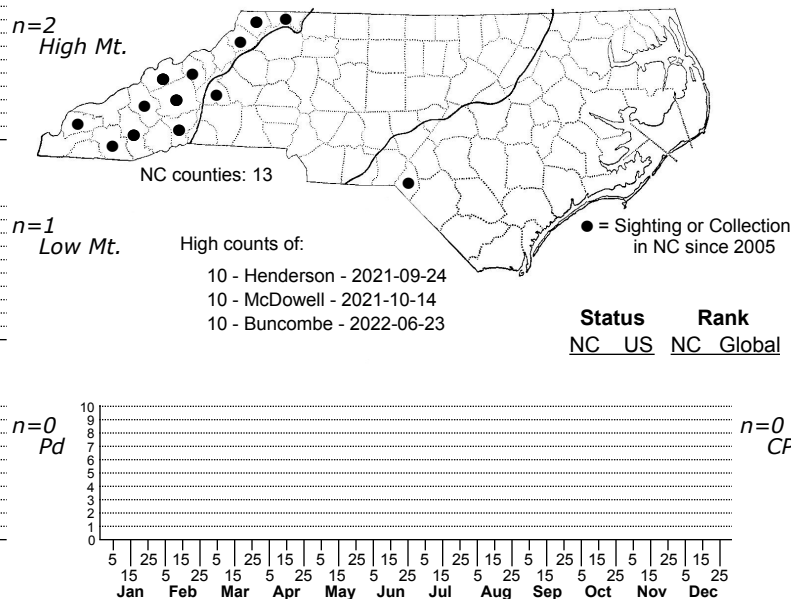 n=2
High Mt.
NC counties: 13
n=1
Low Mt.
High counts of:
10 - Henderson - 2021-09-24
10 - McDowell - 2021-10-14
10 - Buncombe - 2022-06-23
● = Sighting or Collection
in NC since 2005
Status Rank
NC US NC Global
n=0
Pd
10
9
8
7
6
5
4
3
2
1
0
n=0
CP
5 25 15 5 25 15 5 25 15 5 25 15 5 25 15 5 25 15
15 5 25 15 5 25 15 5 25 15 5 25 15 5 25 15 5 25
Jan Feb Mar Apr May Jun Jul Aug Sep Oct Nov Dec